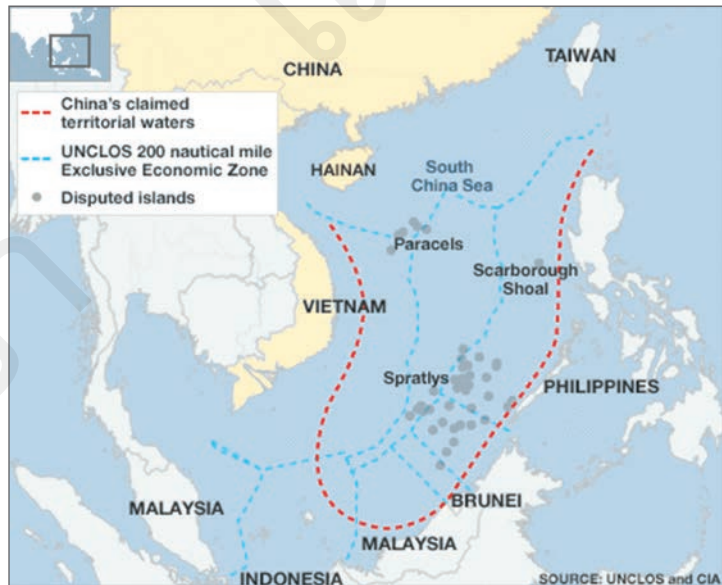 TAIWAN
CHINA
China's claimed
territorial waters
UNCLOS 200 nautical mile
Exclusive Economic Zone
Disputed islands
HAINAN
South
China Sea
Paracels
Scarborough
Shoal
VIETNAM
Spratlys
PHILIPPINES
MALAYSIA
BRUNEI
MALAYSIA
INDONESIA
SOURCE: UNCLOS and CIA